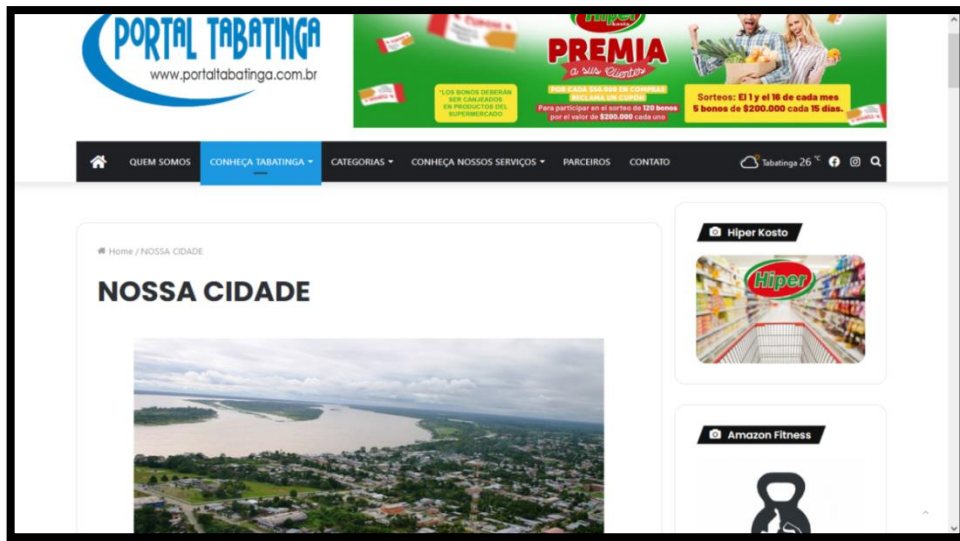 PORTAL TABATINGA
www.portaltabatinga.com.br
Hiper
kosto
PREMIA
a sus Clientes
*LOS BONOS DEBERÁN
SER CANJEADOS
EN PRODUCTOS DEL
SUPERMERCADO
POR CADA $50.000 EN COMPRAS
RECLAMA UN CUPÓN
Para participar en el sorteo de 120 bonos
por el valor de $200.000 cada uno
Sorteos: El 1 y el 16 de cada mes
5 bonos de $200.000 cada 15 días.
QUEM SOMOS CONHEÇA TABATINGA CATEGORIAS CONHEÇA NOSSOS SERVIÇOS PARCEIROS CONTATO Tabatinga 26 °C
Home / NOSSA CIDADE
NOSSA CIDADE
Hiper Kosto
Hiper
Amazon Fitness